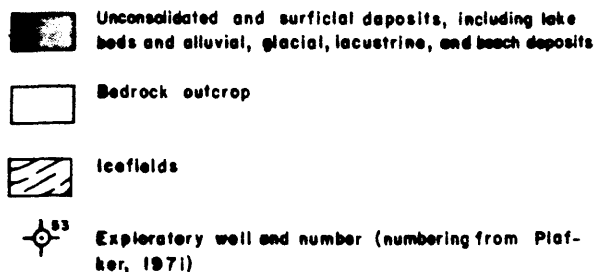 Unconsolidated and surficial deposits, including lake
beds and alluvial, glacial, lacustrine, and beach deposits
Bedrock outcrop
Icefields
53
Exploratory well and number (numbering from Plaf-
ker, 1971)